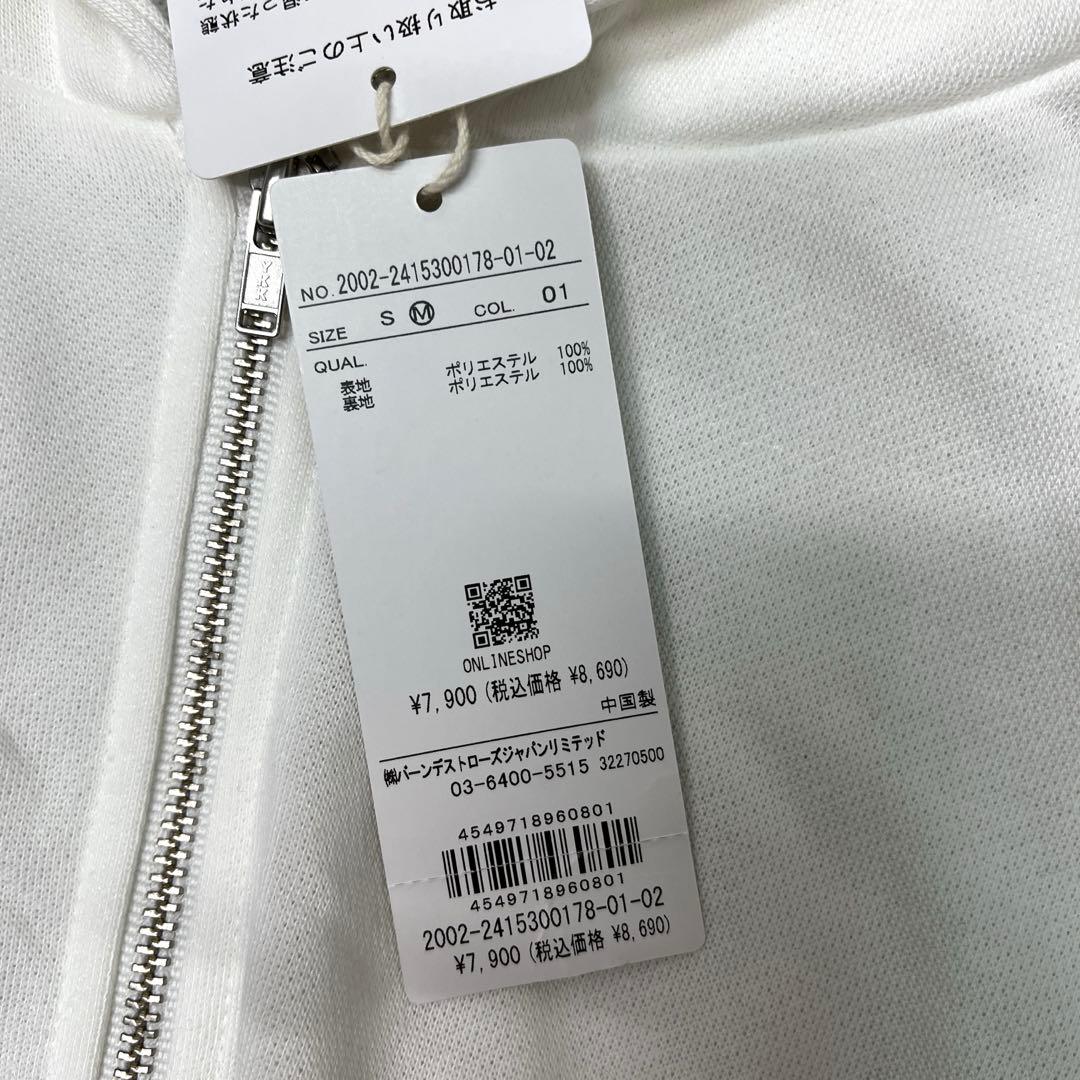 お取り扱い上のご注意
YKK
NO.2002-2415300178-01-02
SIZE S Ⓜ COL. 01
QUAL.
表地 ポリエステル 100%
裏地 ポリエステル 100%
ONLINESHOP
¥7,900 (税込価格 ¥8,690)
中国製
㈱バーンデストローズジャパンリミテッド
03-6400-5515 32270500
4549718960801
4549718960801
2002-2415300178-01-02
¥7,900 (税込価格 ¥8,690)